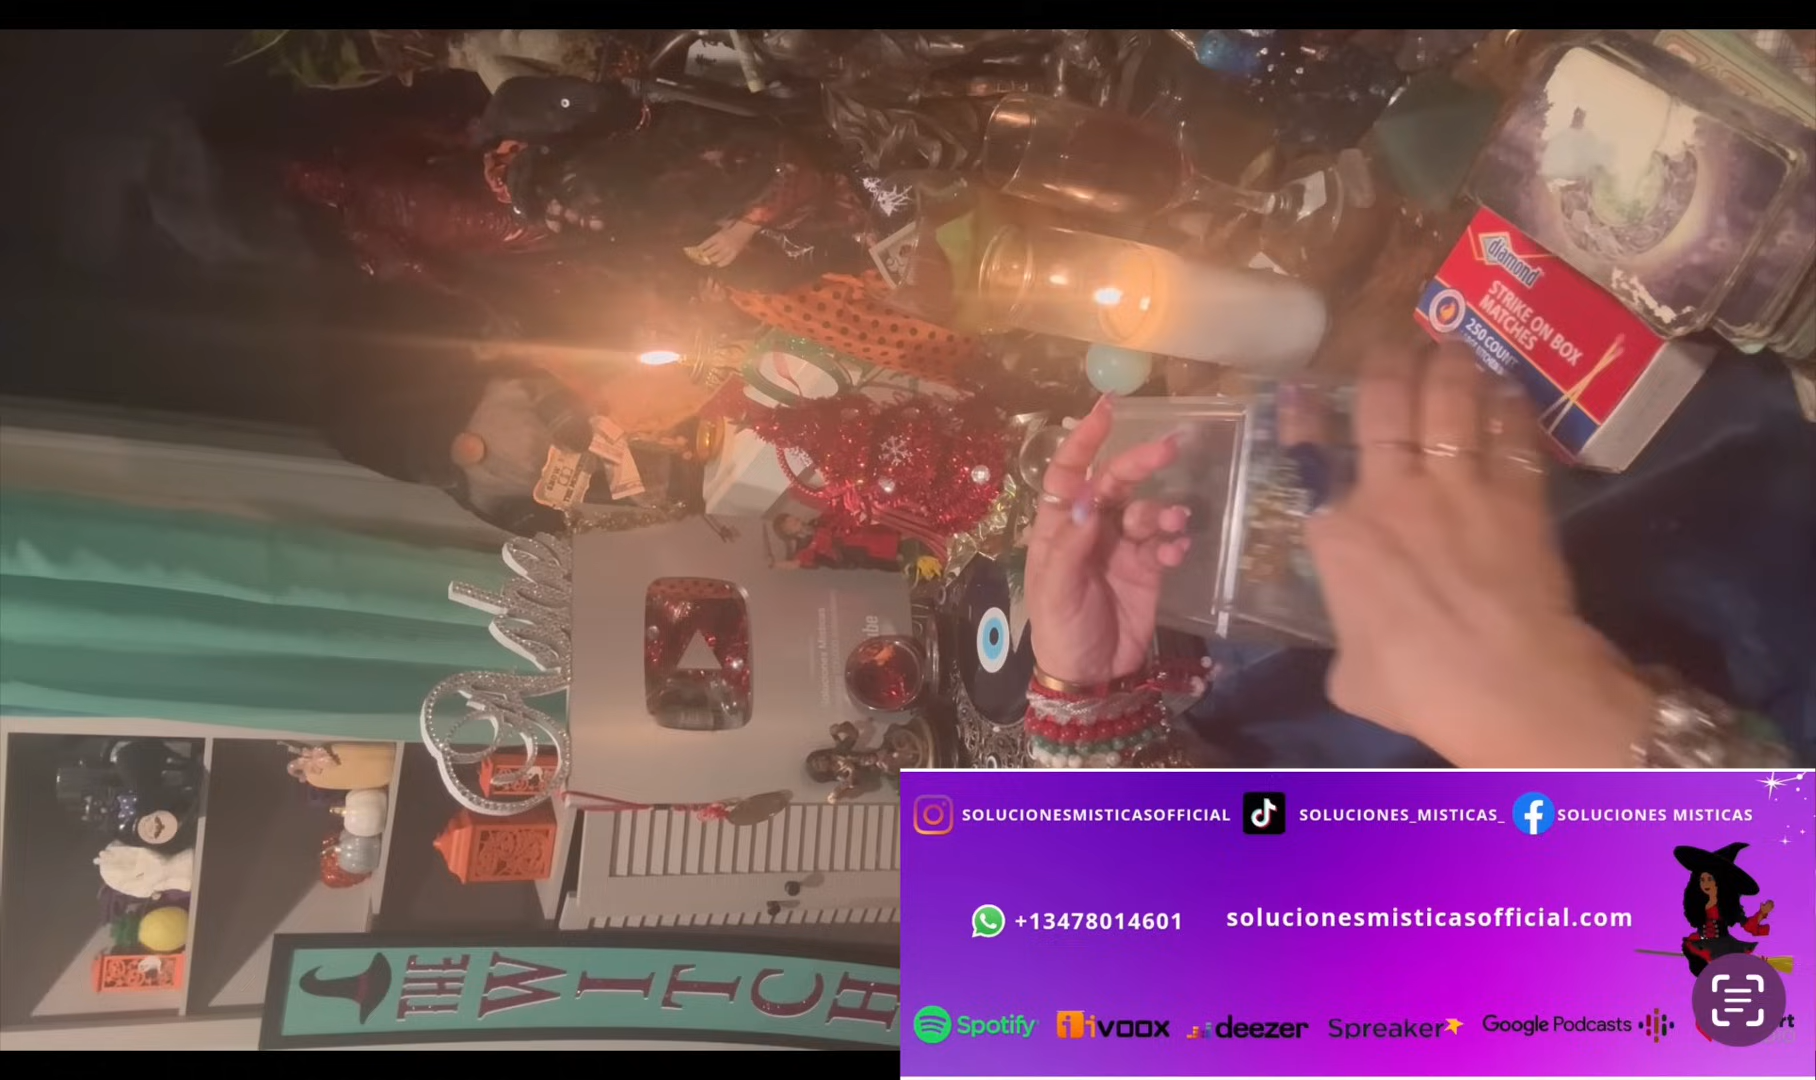 diamond
STRIKE ON BOX
MATCHES
250 COUNT
THE
WITCH
SOLUCIONESMISTICASOFFICIAL
SOLUCIONES_MISTICAS_
SOLUCIONES MISTICAS
+13478014601
solucionesmisticasofficial.com
Spotify
iVOOX
deezer
Spreaker
Google Podcasts